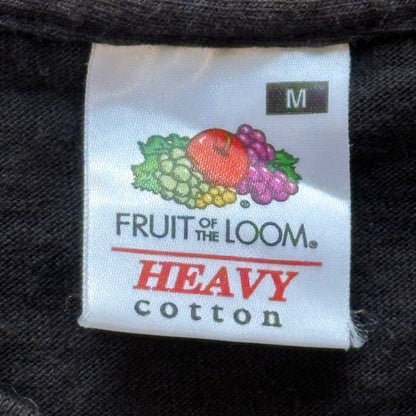 M
®
FRUIT OF THE LOOM®
HEAVY
cotton